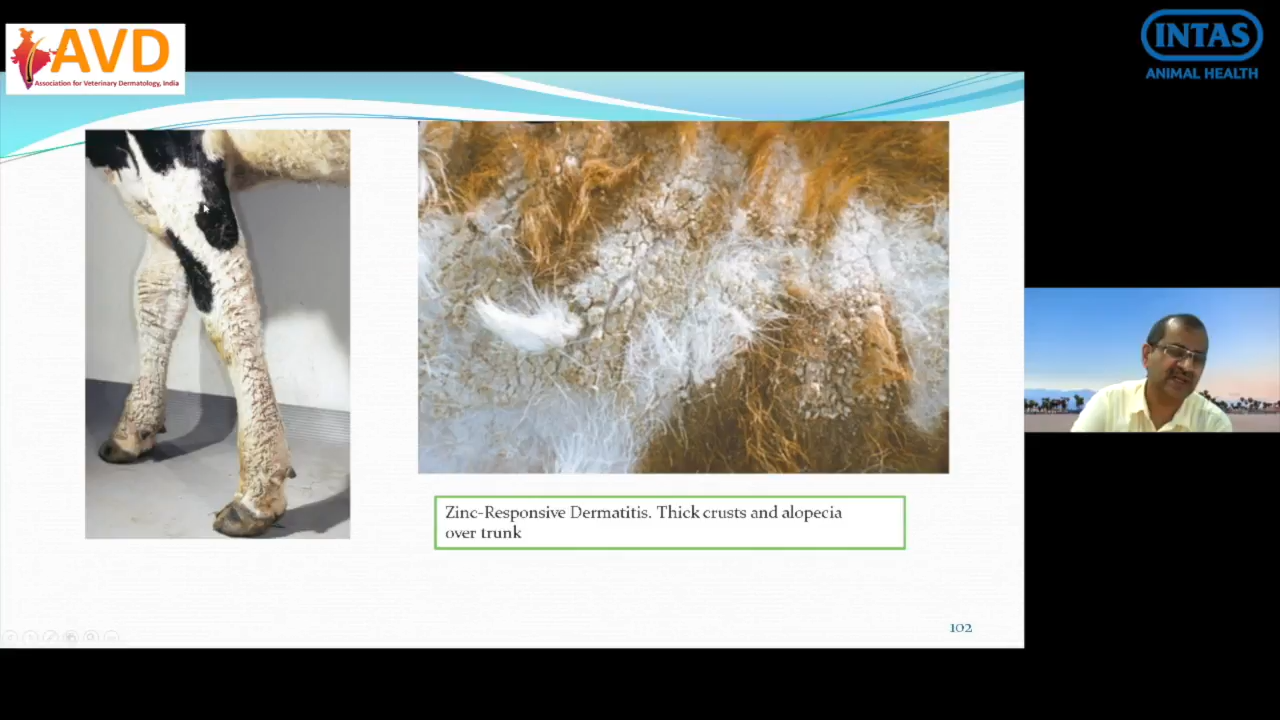 AVD
Association for Veterinary Dermatology, India
INTAS
ANIMAL HEALTH
Zinc-Responsive Dermatitis. Thick crusts and alopecia
over trunk
102